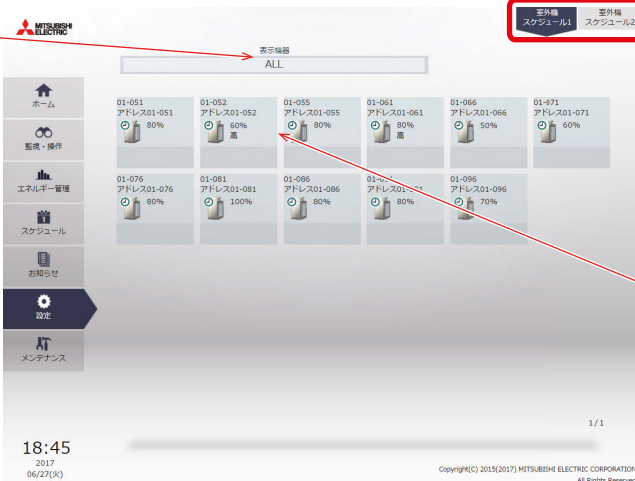 MITSUBISHI
ELECTRIC
室外機
スケジュール1
室外機
スケジュール2
表示機器
ALL
ホーム
監視・操作
エネルギー管理
スケジュール
お知らせ
設定
メンテナンス
01-051
アドレス01-051
80%
01-052
アドレス01-052
60%
高
01-055
アドレス01-055
80%
01-061
アドレス01-061
80%
高
01-066
アドレス01-066
50%
01-071
アドレス01-071
60%
01-076
アドレス01-076
80%
01-081
アドレス01-081
100%
01-086
アドレス01-086
80%
80%
01-096
アドレス01-096
70%
1/1
18:45
2017
06/27(火)
Copyright(C) 2015(2017) MITSUBISHI ELECTRIC CORPORATION
All Rights Reserved